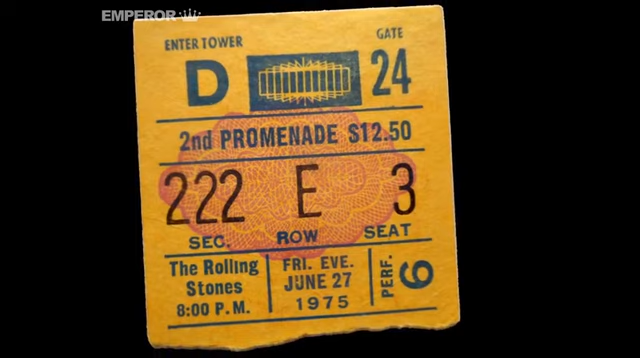 EMPEROR
ENTER TOWER
GATE
D
24
2nd PROMENADE $12.50
222 E 3
SEC. ROW SEAT
The Rolling
Stones
8:00 P.M.
FRI. EVE.
JUNE 27
1975
PERF.
6